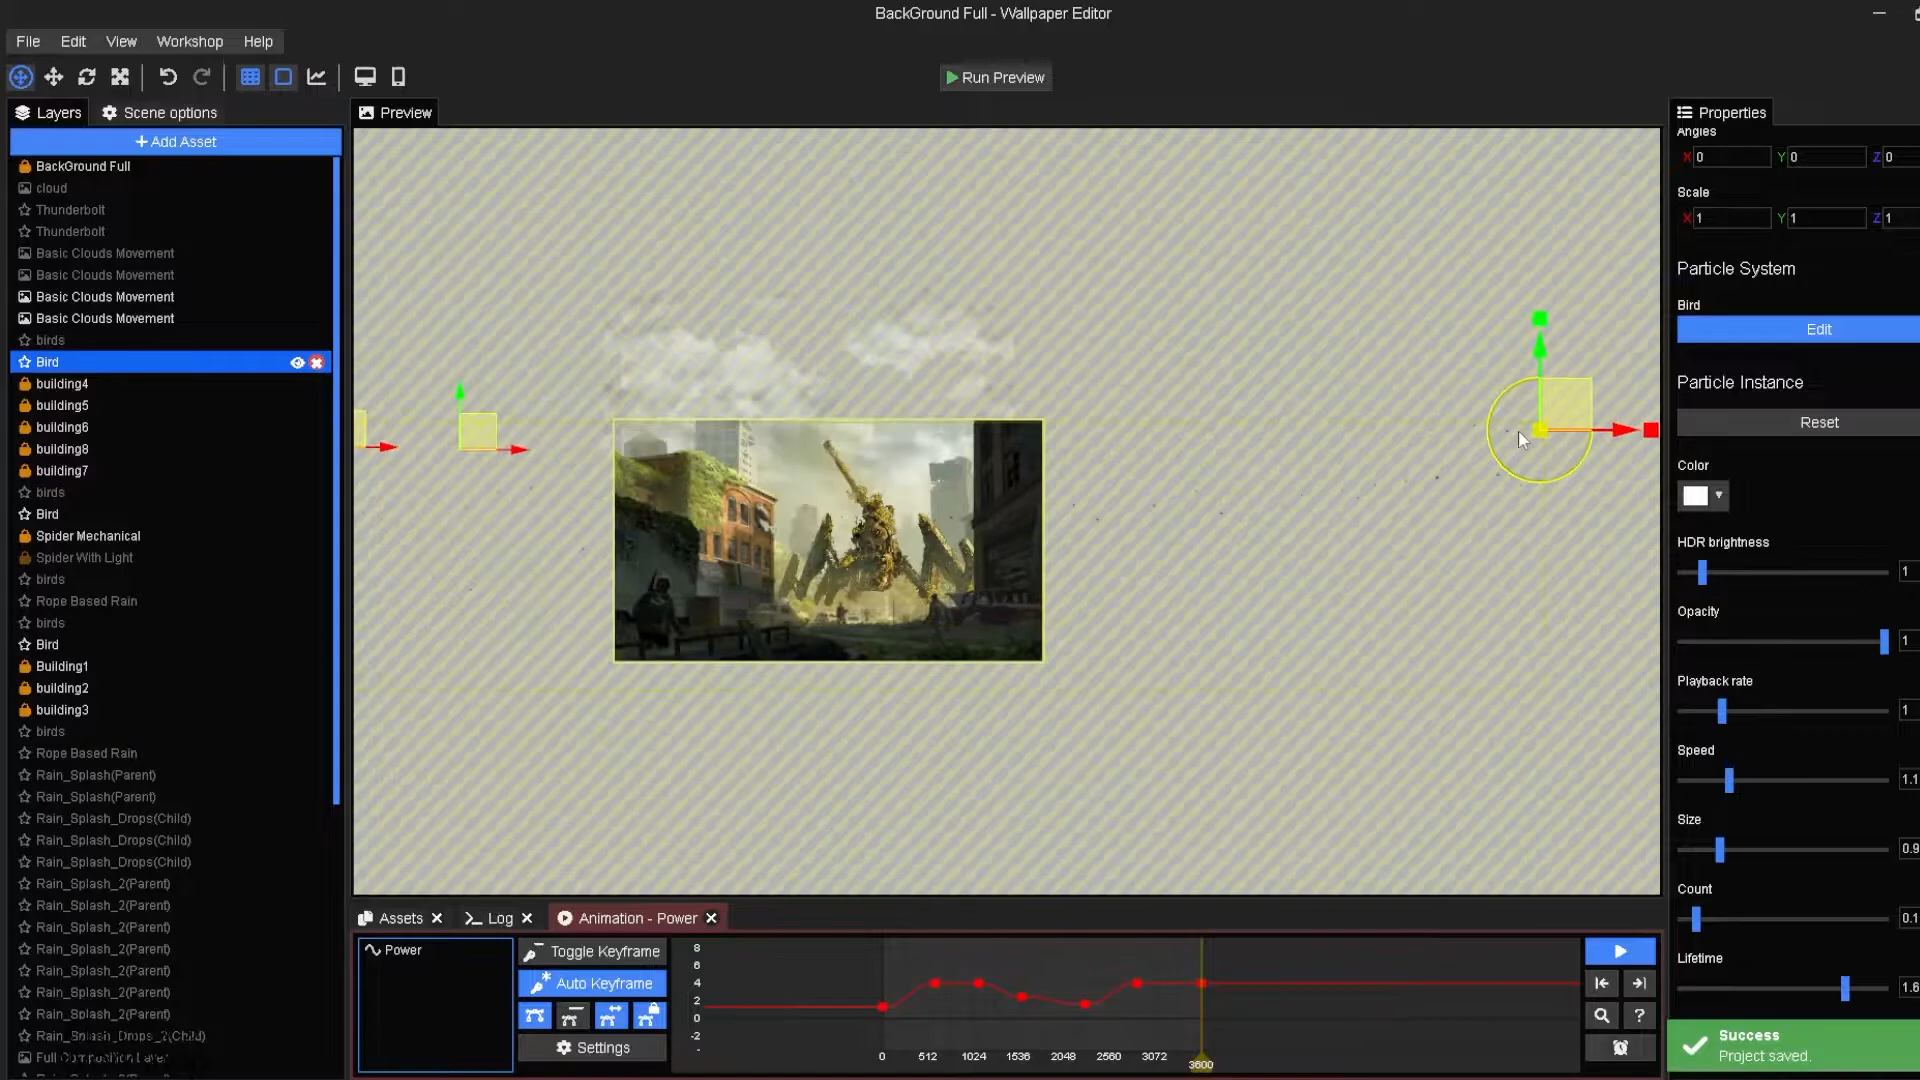 BackGround Full - Wallpaper Editor
File Edit View Workshop Help
Run Preview
Layers Scene options
Preview
Properties
Add Asset
BackGround Full
cloud
Thunderbolt
Thunderbolt
Basic Clouds Movement
Basic Clouds Movement
Basic Clouds Movement
Basic Clouds Movement
birds
Bird
building4
building5
building6
building8
building7
birds
Bird
Spider Mechanical
Spider With Light
birds
Rope Based Rain
birds
Bird
Building1
building2
building3
birds
Rope Based Rain
Rain_Splash(Parent)
Rain_Splash(Parent)
Rain_Splash_Drops(Child)
Rain_Splash_Drops(Child)
Rain_Splash_Drops(Child)
Rain_Splash_2(Parent)
Rain_Splash_2(Parent)
Rain_Splash_2(Parent)
Rain_Splash_2(Parent)
Rain_Splash_2(Parent)
Rain_Splash_2(Parent)
Rain_Splash_2(Parent)
Rain_Splash_Drops_2(Child)
Full Composition Layer
Angles
X 0 Y 0 Z 0
Scale
X 1 Y 1 Z 1
Particle System
Bird
Edit
Particle Instance
Reset
Color
HDR brightness
1
Opacity
1
Playback rate
1
Speed
1.1
Size
0.9
Count
0.1
Lifetime
1.6
Success
Project saved.
Assets Log Animation - Power
Power
Toggle Keyframe
Auto Keyframe
Settings
8
6
4
2
0
-2
0 512 1024 1536 2048 2560 3072
3600
?